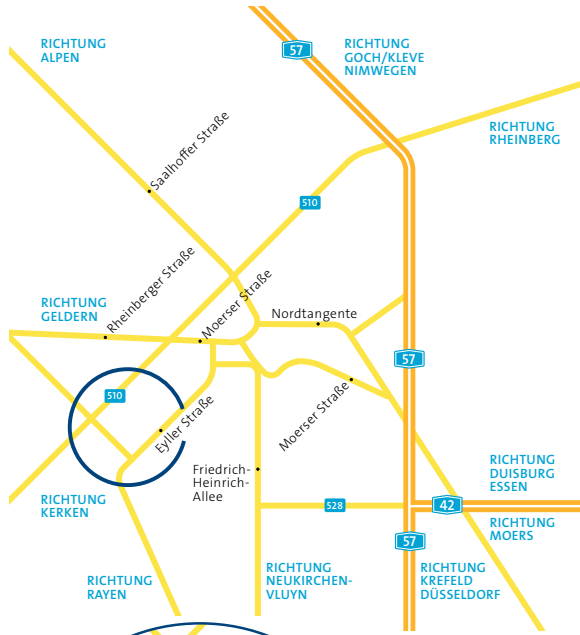 RICHTUNG
ALPEN
57
RICHTUNG
GOCH/KLEVE
NIMWEGEN
RICHTUNG
RHEINBERG
Saalhoffer Straße
510
Rheinberger Straße
Moerser Straße
RICHTUNG
GELDERN
Nordtangente
57
510
Eyller Straße
Moerser Straße
Friedrich-
Heinrich-
Allee
RICHTUNG
DUISBURG
ESSEN
RICHTUNG
KERKEN
528
42
RICHTUNG
MOERS
57
RICHTUNG
RAYEN
RICHTUNG
NEUKIRCHEN-
VLUYN
RICHTUNG
KREFELD
DÜSSELDORF